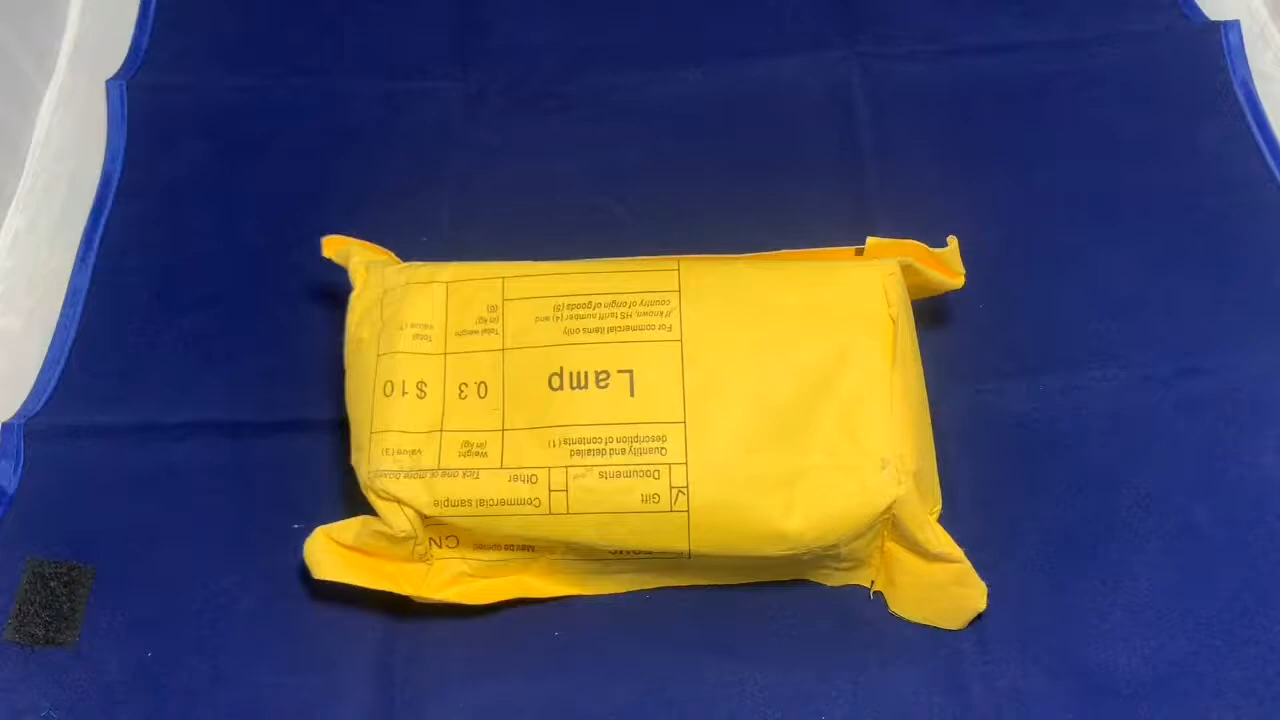 May be opened
CN
Gift
Commercial sample
Documents
Other
Tick one or more boxes
Quantity and detailed
description of contents (1)
Weight
(in kg)
Value (3)
Lamp
0.3
$10
For commercial items only
If known, HS tariff number (4) and
country of origin of goods (5)
Total weight
(in kg)
(6)
Total
value (7)